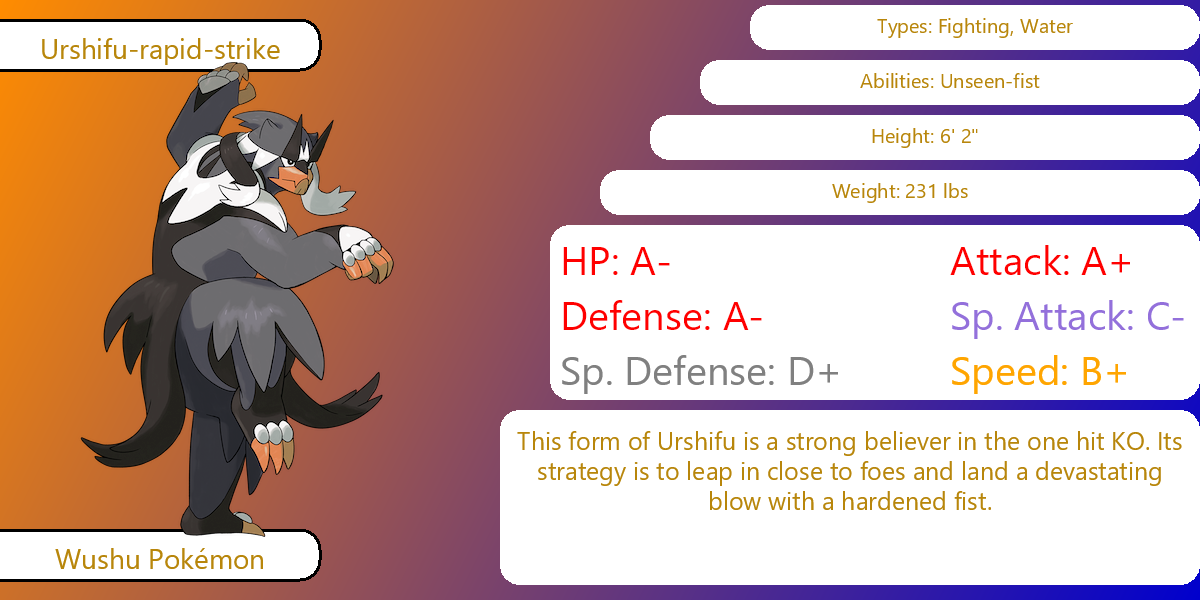 Urshifu-rapid-strike
Types: Fighting, Water
Abilities: Unseen-fist
Height: 6' 2"
Weight: 231 lbs
HP: A-
Attack: A+
Defense: A-
Sp. Attack: C-
Sp. Defense: D+
Speed: B+
This form of Urshifu is a strong believer in the one hit KO. Its
strategy is to leap in close to foes and land a devastating
blow with a hardened fist.
Wushu Pokémon